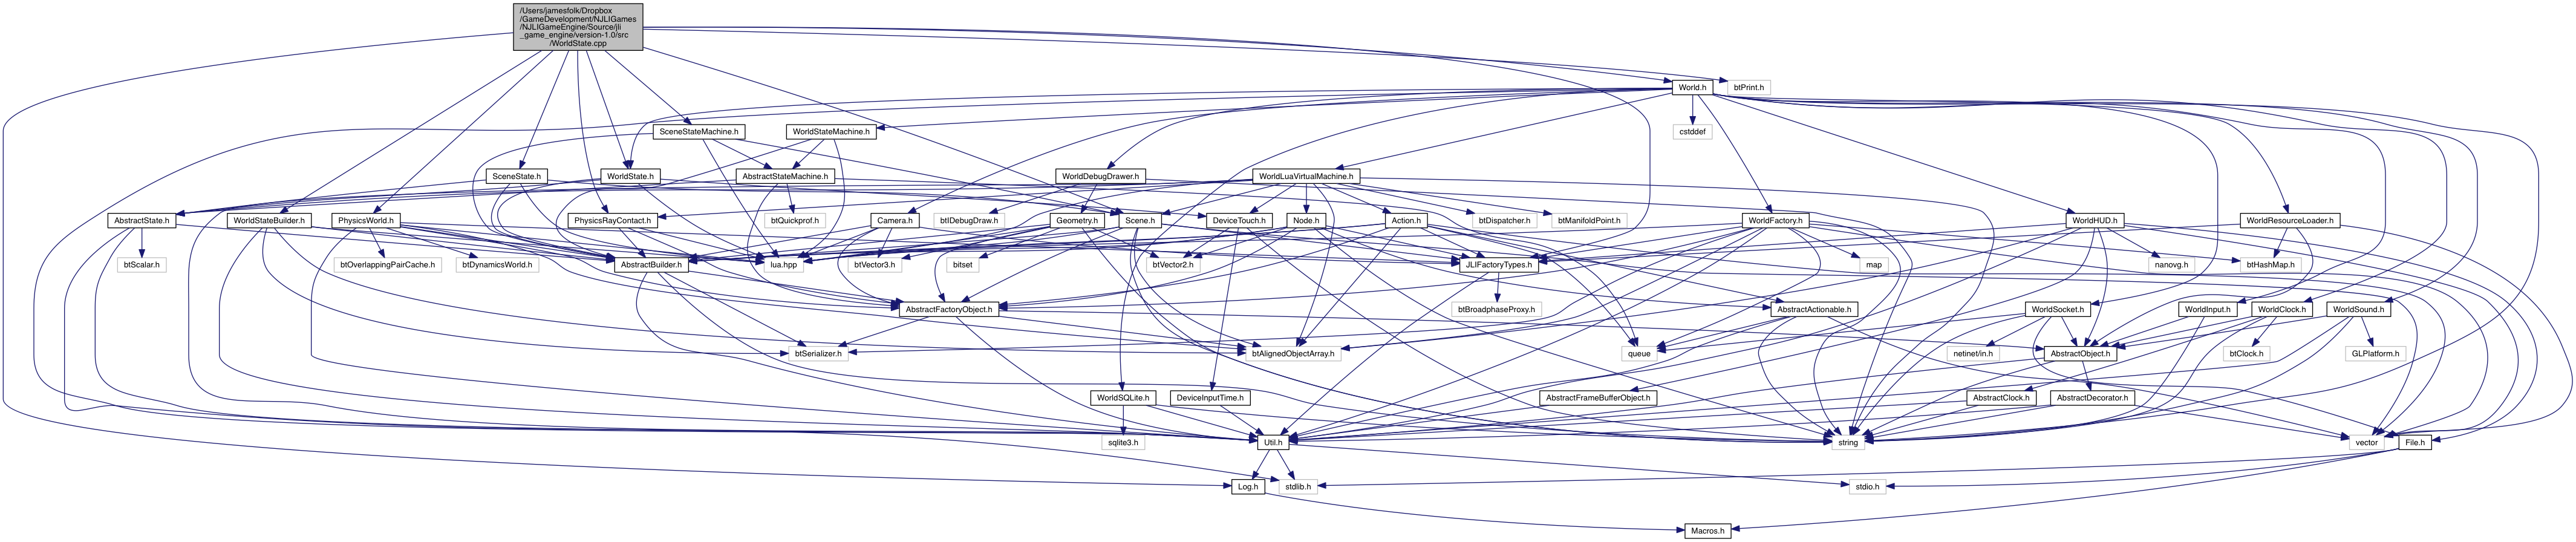 /Users/jamesfolk/Dropbox
/GameDevelopment/NJLIGames
/NJLIGameEngine/Source/jli
_game_engine/version-1.0/src
/WorldState.cpp
World.h
btPrint.h
SceneStateMachine.h
WorldStateMachine.h
cstddef
SceneState.h
WorldState.h
AbstractStateMachine.h
WorldDebugDrawer.h
WorldLuaVirtualMachine.h
AbstractState.h
WorldStateBuilder.h
PhysicsWorld.h
PhysicsRayContact.h
btQuickprof.h
Camera.h
btIDebugDraw.h
Geometry.h
Scene.h
DeviceTouch.h
Node.h
Action.h
btDispatcher.h
btManifoldPoint.h
WorldFactory.h
WorldHUD.h
WorldResourceLoader.h
btScalar.h
btOverlappingPairCache.h
btDynamicsWorld.h
AbstractBuilder.h
lua.hpp
btVector3.h
bitset
btVector2.h
JLIFactoryTypes.h
map
nanovg.h
btHashMap.h
AbstractFactoryObject.h
btBroadphaseProxy.h
AbstractActionable.h
WorldSocket.h
WorldInput.h
WorldClock.h
WorldSound.h
btSerializer.h
btAlignedObjectArray.h
queue
netinet/in.h
AbstractObject.h
btClock.h
GLPlatform.h
WorldSQLite.h
DeviceInputTime.h
AbstractFrameBufferObject.h
AbstractClock.h
AbstractDecorator.h
sqlite3.h
Util.h
string
vector
File.h
Log.h
stdlib.h
stdio.h
Macros.h